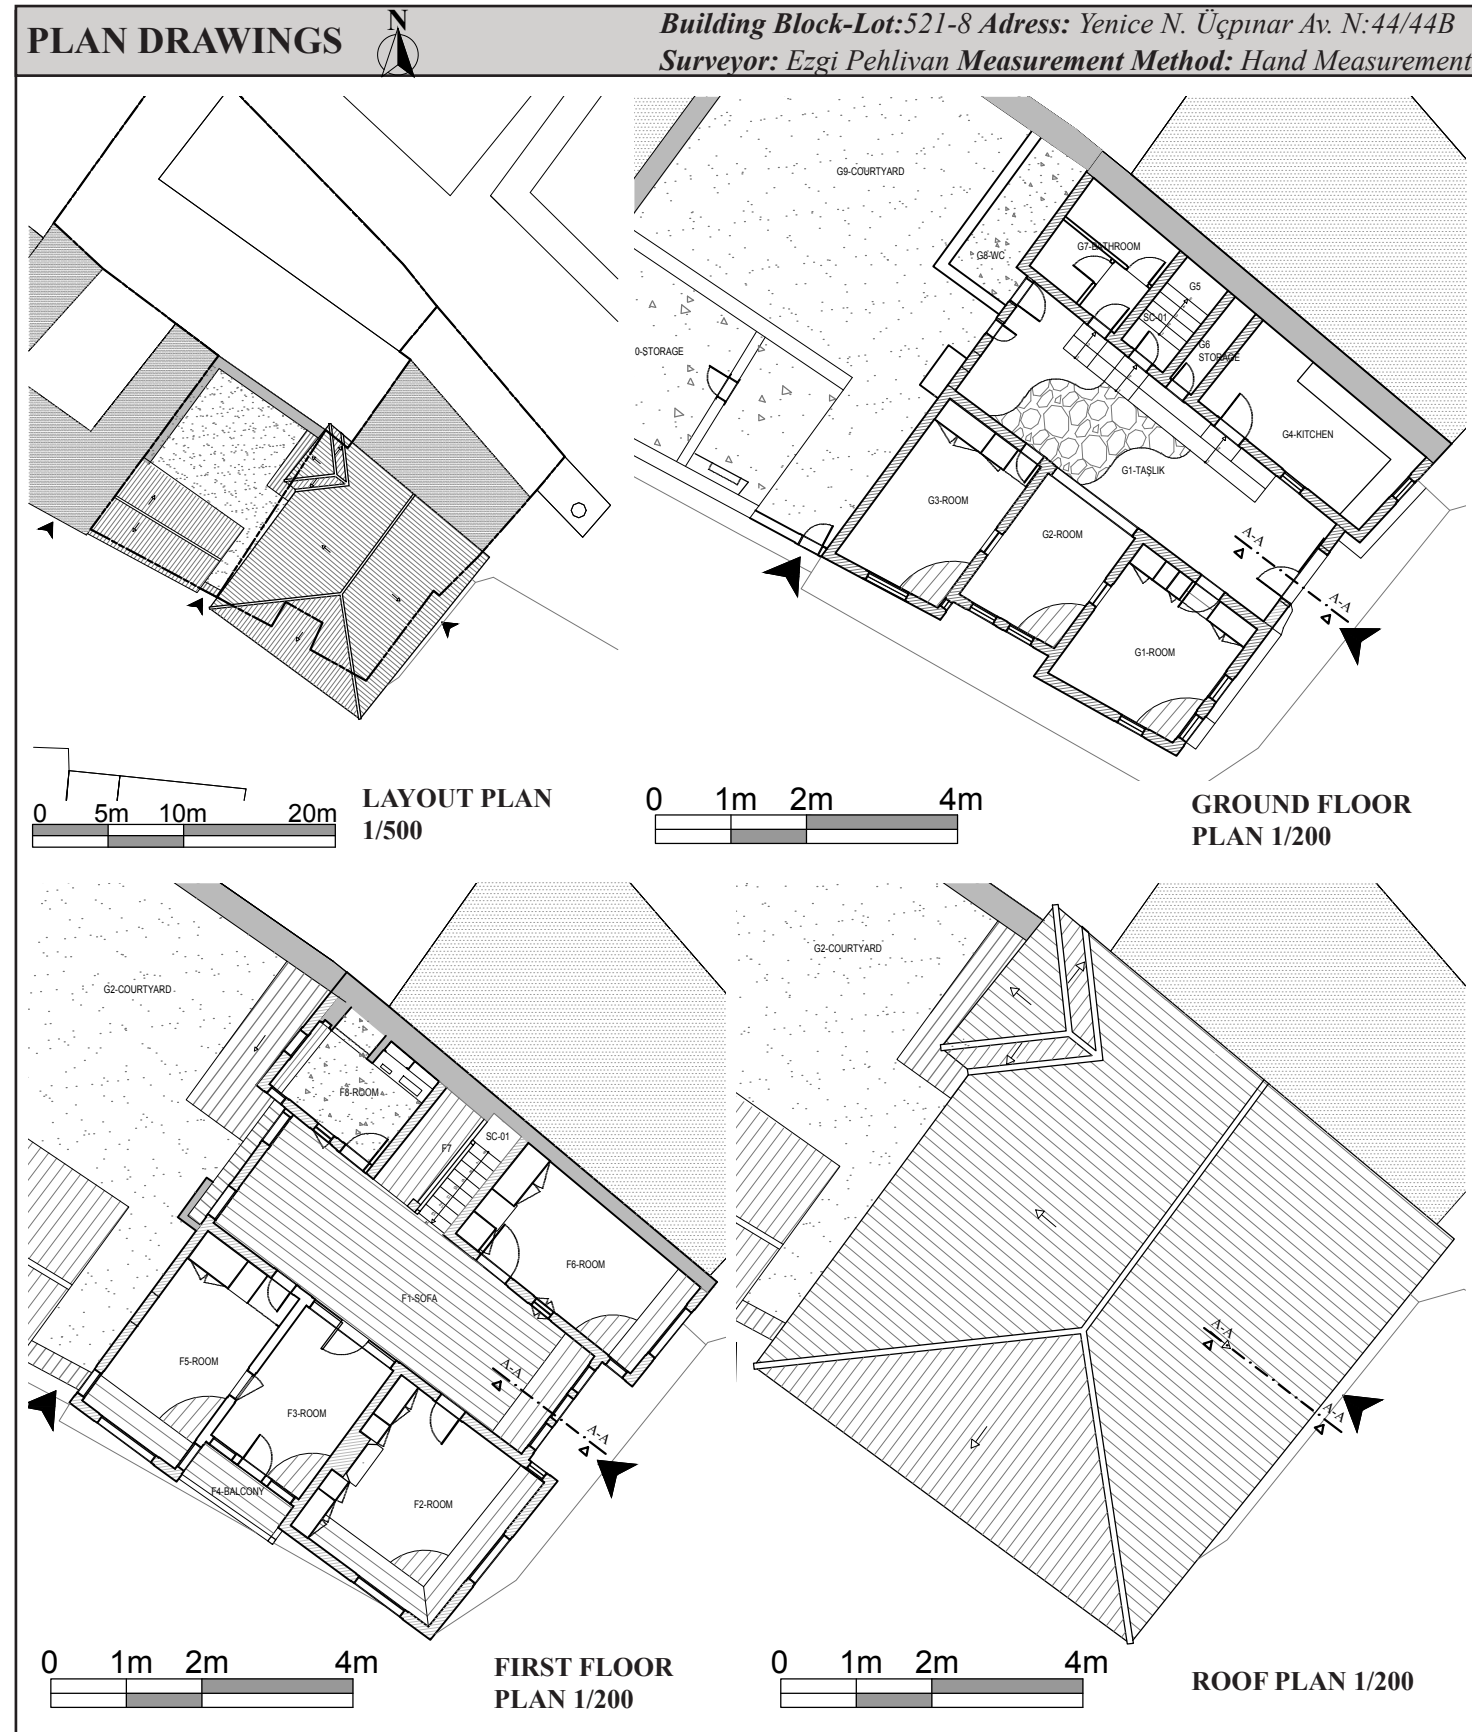 PLAN DRAWINGS
N
Building Block-Lot:521-8 Adress: Yenice N. Üçpınar Av. N:44/44B
Surveyor: Ezgi Pehlivan Measurement Method: Hand Measurement
0 5m 10m 20m
LAYOUT PLAN
1/500
G9-COURTYARD
G8-WC
G7-BATHROOM
G5
SC-01
G6
STORAGE
0-STORAGE
G4-KITCHEN
G1-TAŞLIK
G3-ROOM
G2-ROOM
G1-ROOM
A-A
A-A
0 1m 2m 4m
GROUND FLOOR
PLAN 1/200
G2-COURTYARD
F8-ROOM
F7
SC-01
F6-ROOM
F1-SOFA
F5-ROOM
F3-ROOM
F4-BALCONY
F2-ROOM
A-A
A-A
0 1m 2m 4m
FIRST FLOOR
PLAN 1/200
G2-COURTYARD
A-A
A-A
0 1m 2m 4m
ROOF PLAN 1/200